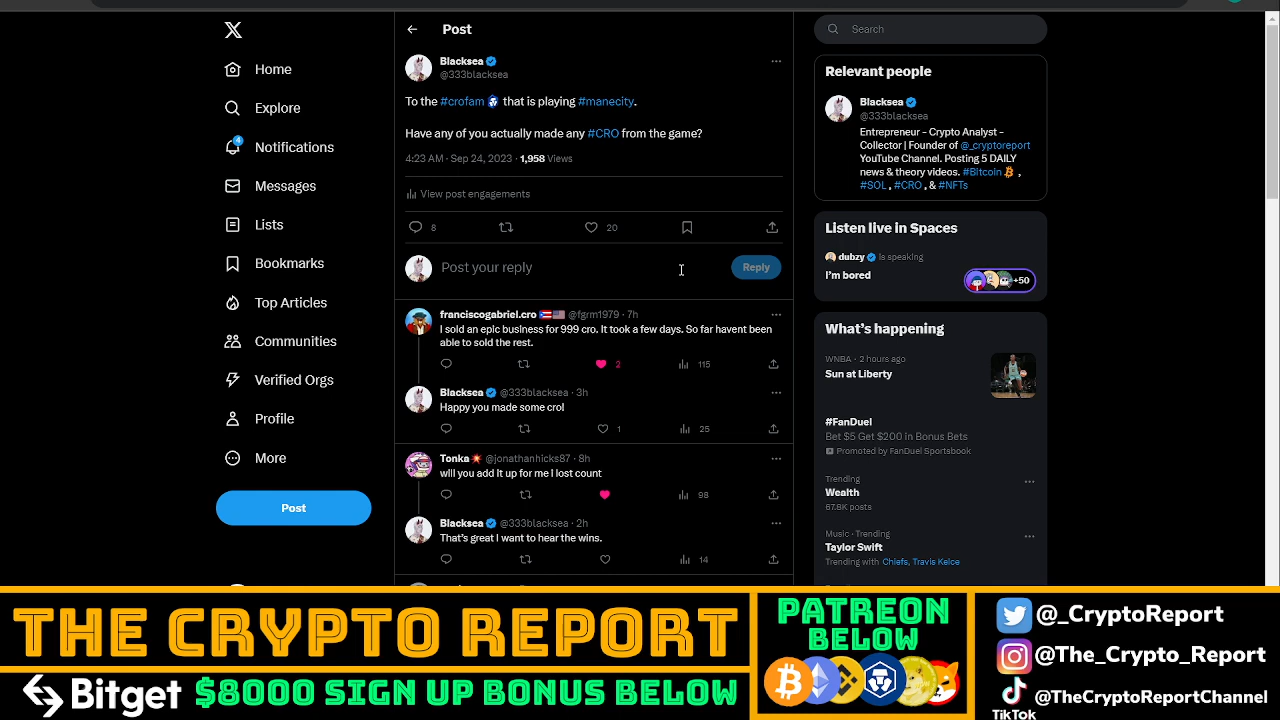 Home
Explore
4
Notifications
Messages
Lists
Bookmarks
Top Articles
Communities
Verified Orgs
Profile
More
Post
Post
Blacksea
@333blacksea
To the #crofam that is playing #manecity.
Have any of you actually made any #CRO from the game?
4:23 AM · Sep 24, 2023 · 1,958 Views
View post engagements
8
20
Post your reply
Reply
franciscogabriel.cro @fgrm1979 · 7h
I sold an epic business for 999 cro. It took a few days. So far havent been
able to sold the rest.
2
115
Blacksea @333blacksea · 3h
Happy you made some cro!
1
25
Tonka @jonathanhicks87 · 8h
will you add it up for me I lost count
98
Blacksea @333blacksea · 2h
That's great I want to hear the wins.
14
Search
Relevant people
Blacksea
@333blacksea
Entrepreneur - Crypto Analyst -
Collector | Founder of @_cryptoreport
YouTube Channel. Posting 5 DAILY
news & theory videos. #Bitcoin ,
#SOL , #CRO , & #NFTs
Listen live in Spaces
dubzy is speaking
I'm bored
+50
What's happening
WNBA · 2 hours ago
Sun at Liberty
#FanDuel
Bet $5 Get $200 in Bonus Bets
Promoted by FanDuel Sportsbook
Trending
Wealth
67.8K posts
Music · Trending
Taylor Swift
Trending with Chiefs, Travis Kelce
THE CRYPTO REPORT
Bitget $8000 SIGN UP BONUS BELOW
PATREON
BELOW
@_CryptoReport
@The_Crypto_Report
@TheCryptoReportChannel
TikTok